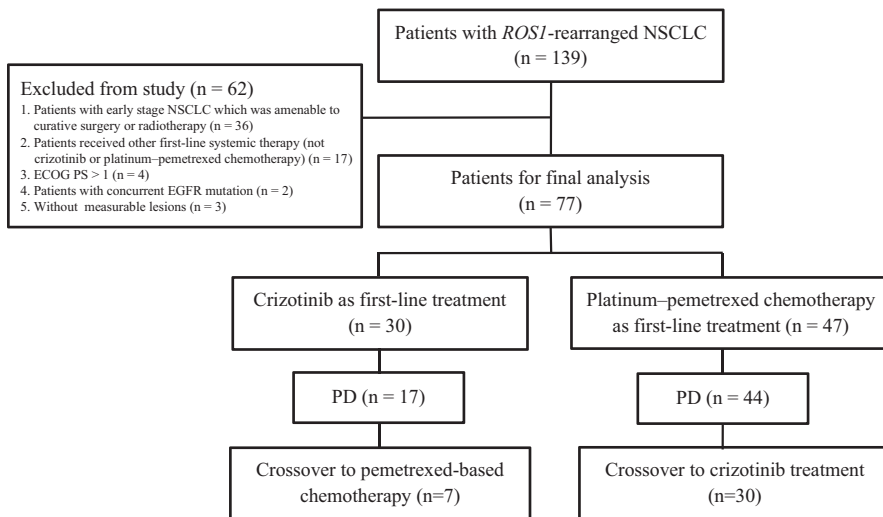 Patients with ROS1-rearranged NSCLC
(n = 139)
Excluded from study (n = 62)
1. Patients with early stage NSCLC which was amenable to
curative surgery or radiotherapy (n = 36)
2. Patients received other first-line systemic therapy (not
crizotinib or platinum–pemetrexed chemotherapy) (n = 17)
3. ECOG PS > 1 (n = 4)
4. Patients with concurrent EGFR mutation (n = 2)
5. Without measurable lesions (n = 3)
Patients for final analysis
(n = 77)
Crizotinib as first-line treatment
(n = 30)
Platinum–pemetrexed chemotherapy
as first-line treatment (n = 47)
PD (n = 17)
PD (n = 44)
Crossover to pemetrexed-based
chemotherapy (n=7)
Crossover to crizotinib treatment
(n=30)